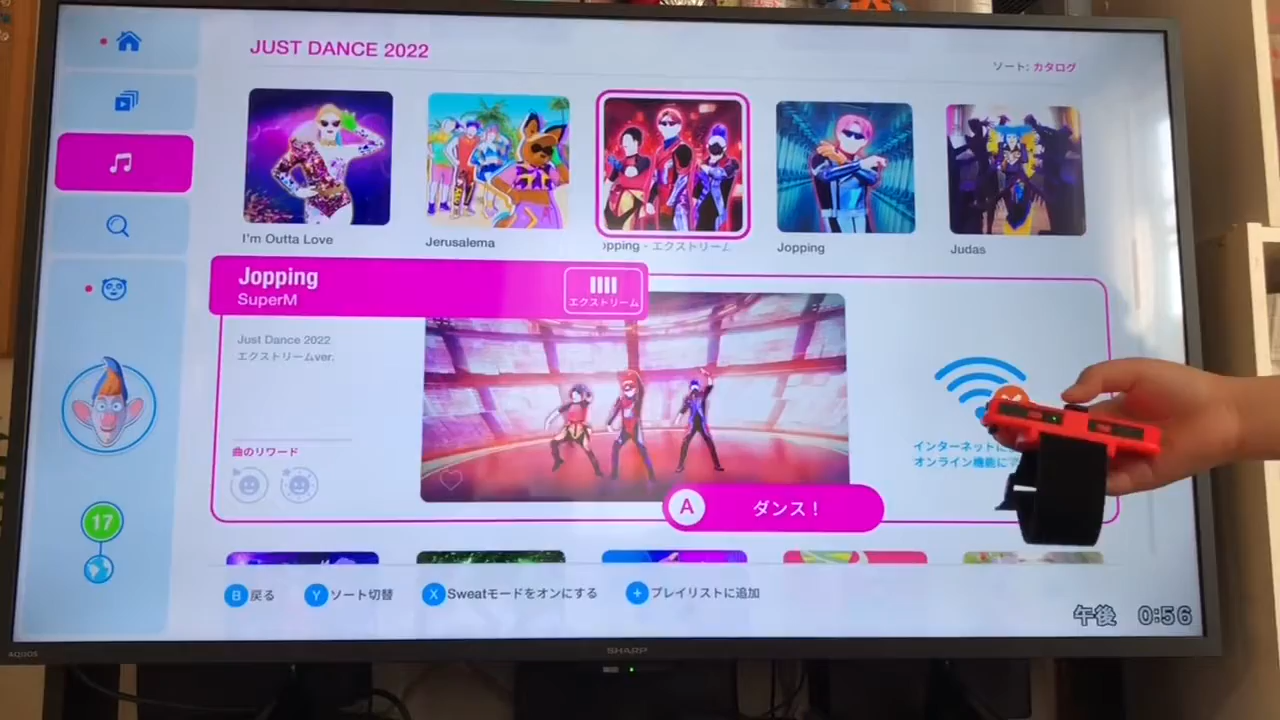 JUST DANCE 2022
ソート: カタログ
I'm Outta Love
Jerusalema
opping - エクストリーム
Jopping
Judas
Jopping
SuperM
エクストリーム
Just Dance 2022
エクストリームver.
曲のリワード
インターネットに
オンライン機能に
A ダンス！
17
B 戻る
Y ソート切替
X Sweatモードをオンにする
+ プレイリストに追加
午後 0:56
AQUOS
SHARP